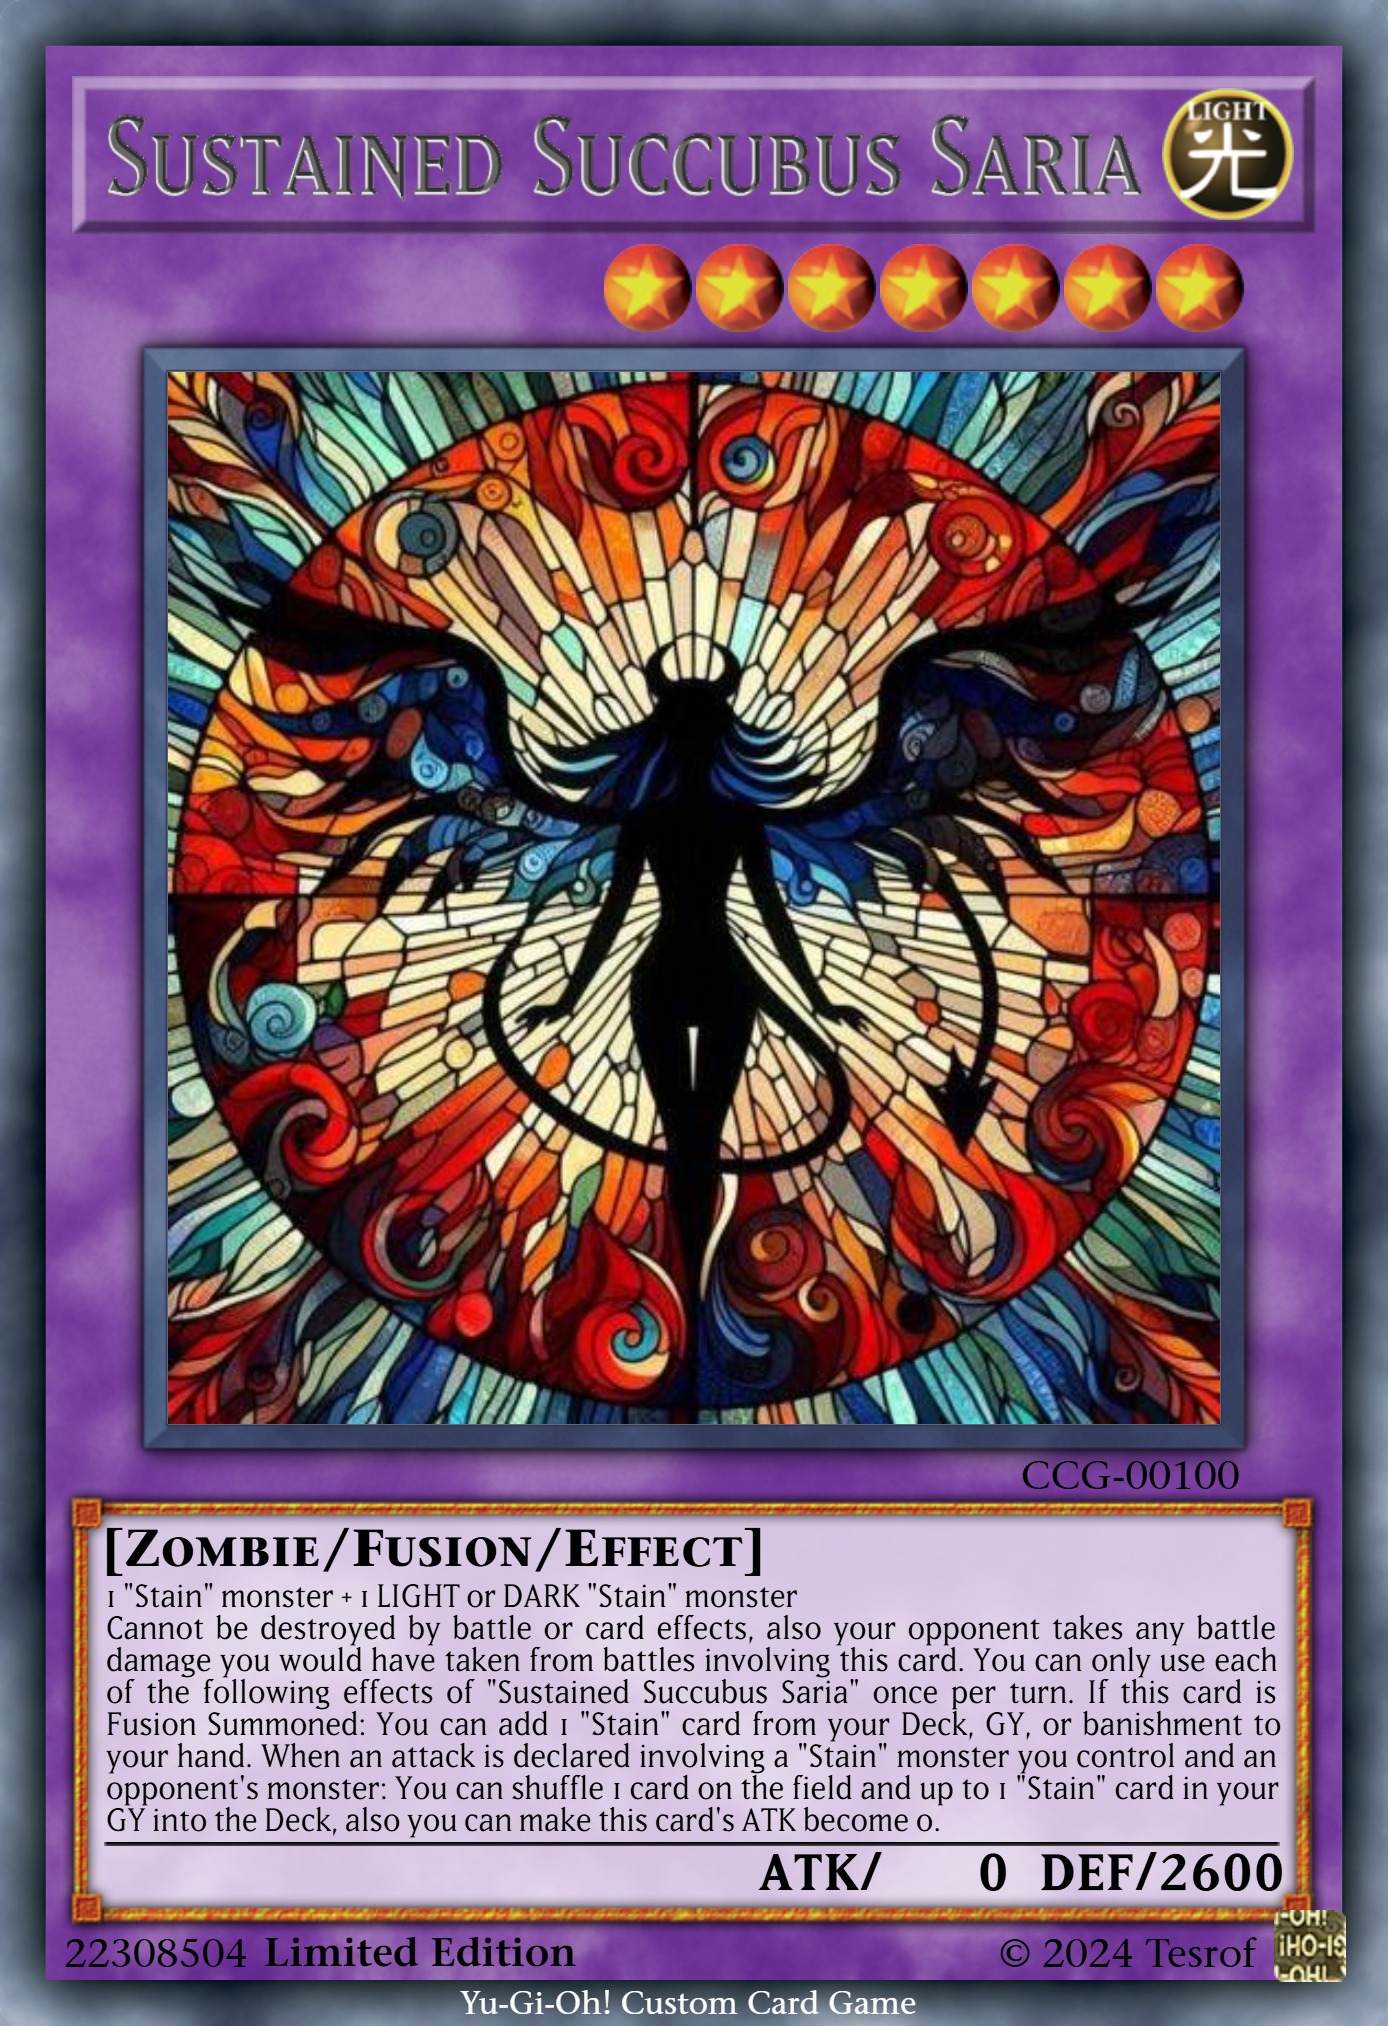 Sustained Succubus Saria
LIGHT
光
CCG-00100
[Zombie/Fusion/Effect]
1 "Stain" monster + 1 LIGHT or DARK "Stain" monster
Cannot be destroyed by battle or card effects, also your opponent takes any battle
damage you would have taken from battles involving this card. You can only use each
of the following effects of "Sustained Succubus Saria" once per turn. If this card is
Fusion Summoned: You can add 1 "Stain" card from your Deck, GY, or banishment to
your hand. When an attack is declared involving a "Stain" monster you control and an
opponent's monster: You can shuffle 1 card on the field and up to 1 "Stain" card in your
GY into the Deck, also you can make this card's ATK become 0.
ATK/ 0 DEF/2600
22308504 Limited Edition © 2024 Tesrof
Yu-Gi-Oh! Custom Card Game